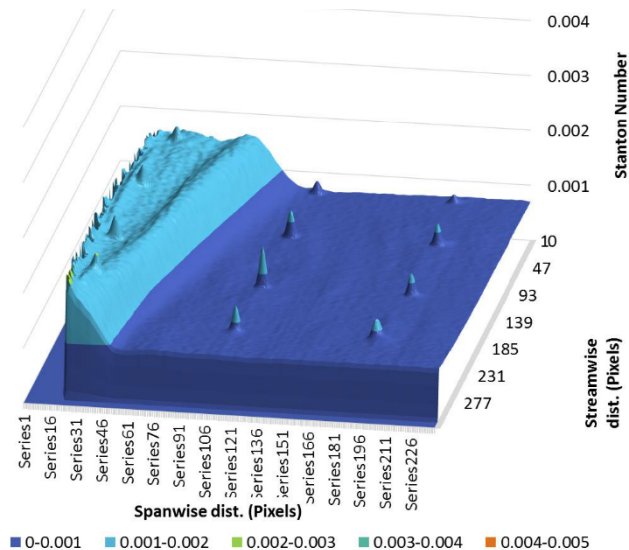 0.004
0.003
0.002
0.001
Stanton Number
10
47
93
139
185
231
277
Streamwise
dist. (Pixels)
Series1
Series16
Series31
Series46
Series61
Series76
Series91
Series106
Series121
Series136
Series151
Series166
Series181
Series196
Series211
Series226
Spanwise dist. (Pixels)
0-0.001 0.001-0.002 0.002-0.003 0.003-0.004 0.004-0.005